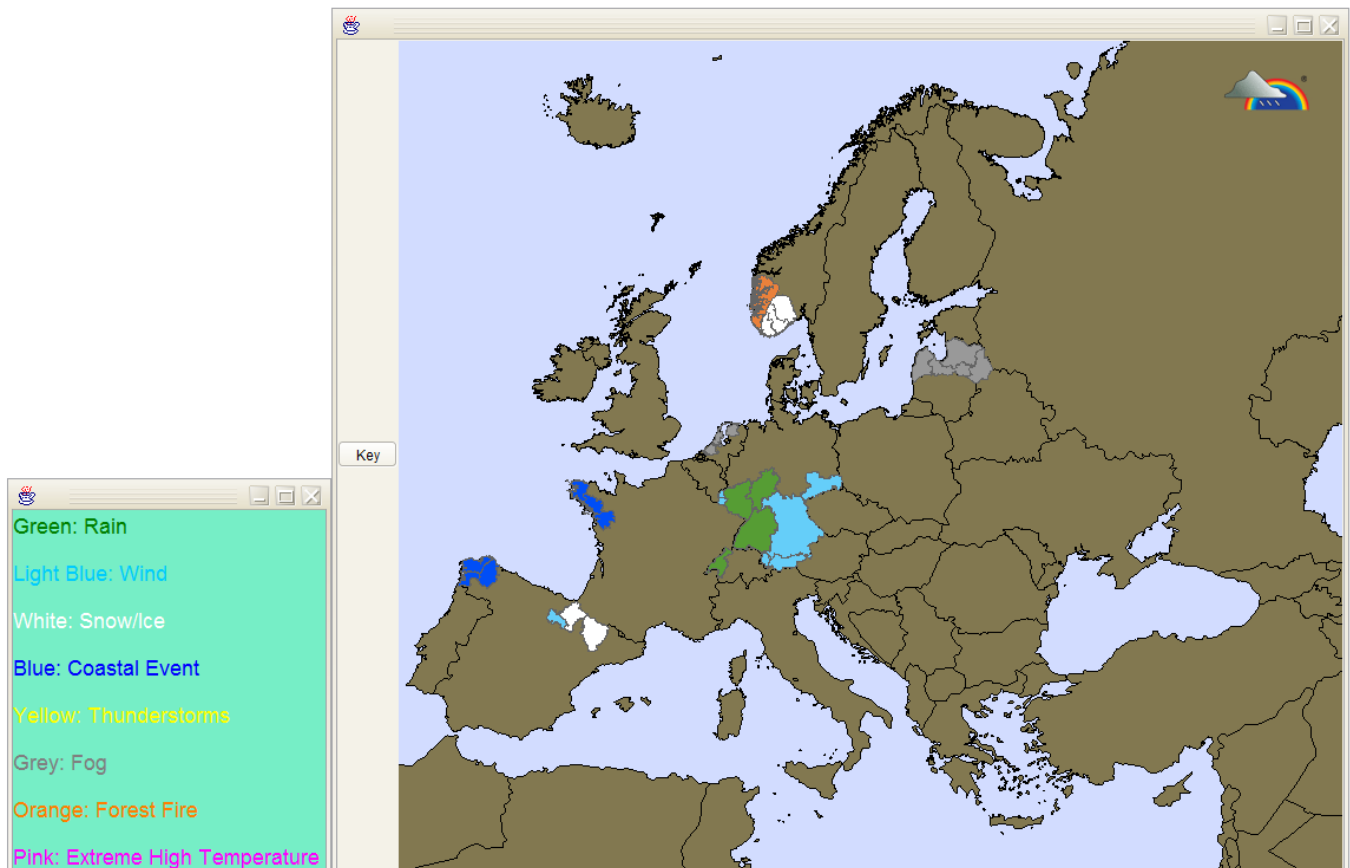 Key
Green: Rain
Light Blue: Wind
White: Snow/Ice
Blue: Coastal Event
Yellow: Thunderstorms
Grey: Fog
Orange: Forest Fire
Pink: Extreme High Temperature